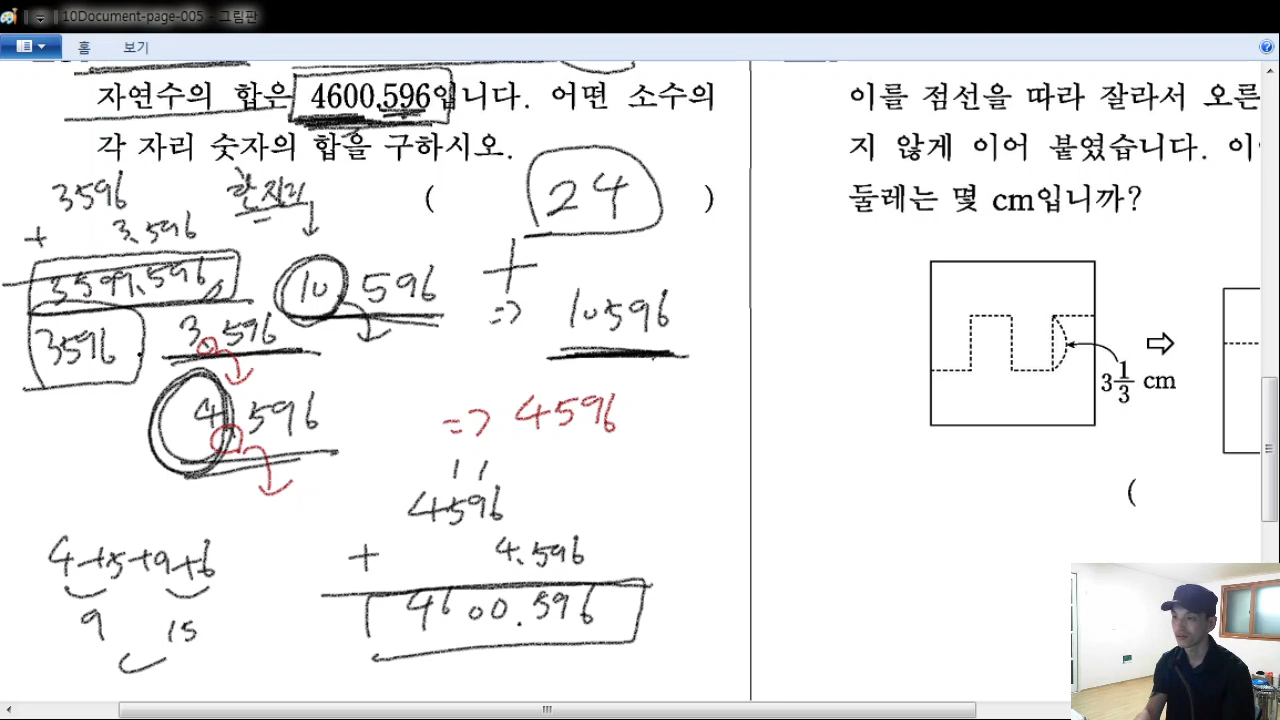 10Document-page-005 - 그림판
홈 보기
자연수의 합은 4600.596입니다. 어떤 소수의
각 자리 숫자의 합을 구하시오.
( 24 )
3596
+ 3.596
3599.596
3596
한자리
10 596
3.596
4.596
=> 10596
=> 4596
4596
+ 4.596
4600.596
4+5+9+6
9 15
이를 점선을 따라 잘라서 오른
지 않게 이어 붙였습니다. 이
둘레는 몇 cm입니까?
3 1/3 cm
(